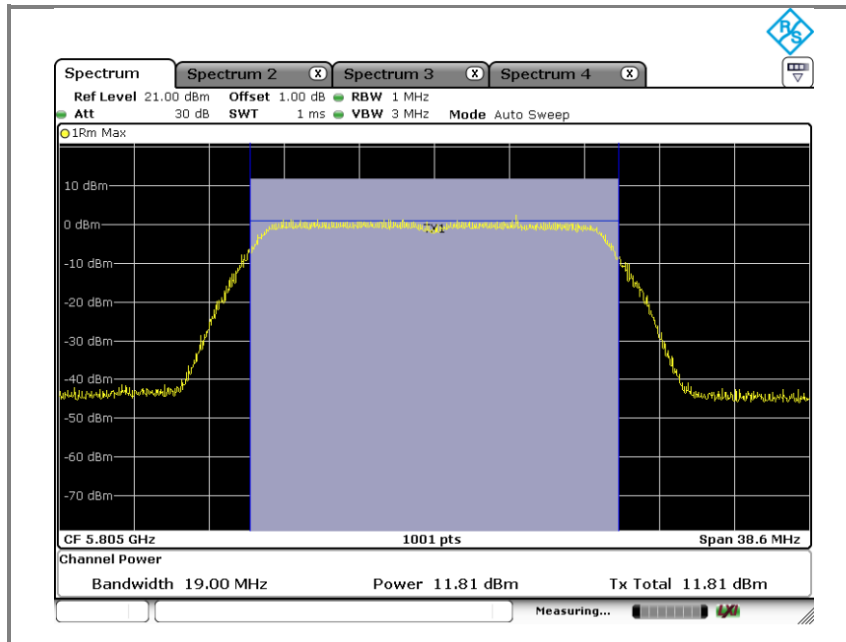 R&S
Spectrum Spectrum 2 X Spectrum 3 X Spectrum 4 X
Ref Level 21.00 dBm Offset 1.00 dB RBW 1 MHz
Att 30 dB SWT 1 ms VBW 3 MHz Mode Auto Sweep
1Rm Max
10 dBm
0 dBm
-10 dBm
-20 dBm
-30 dBm
-40 dBm
-50 dBm
-60 dBm
-70 dBm
CF 5.805 GHz 1001 pts Span 38.6 MHz
Channel Power
Bandwidth 19.00 MHz Power 11.81 dBm Tx Total 11.81 dBm
Measuring... LXI